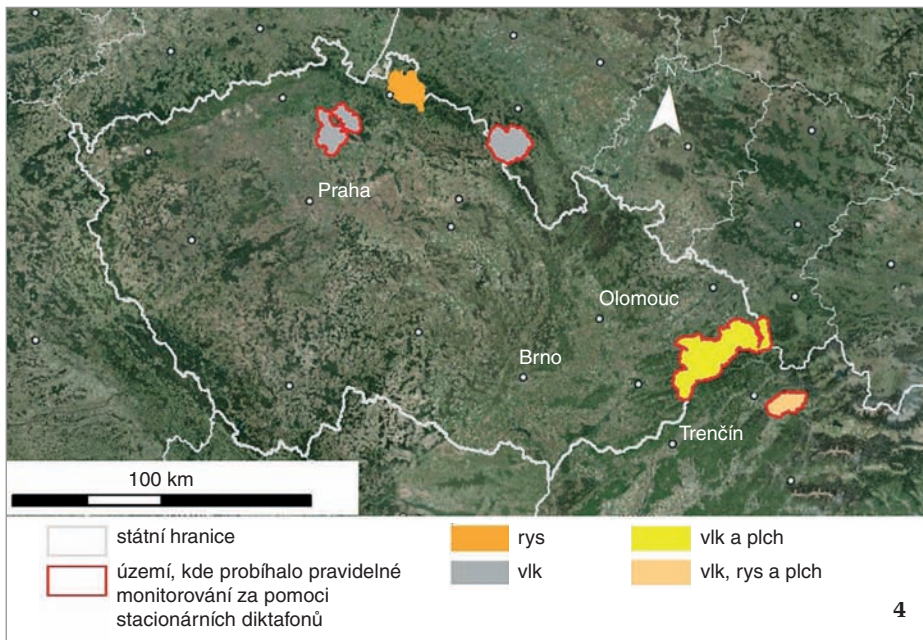 N
Praha
Olomouc
Brno
Trenčín
100 km
státní hranice
území, kde probíhalo pravidelné
monitorování za pomoci
stacionárních diktafonů
rys
vlk
vlk a plch
vlk, rys a plch
4